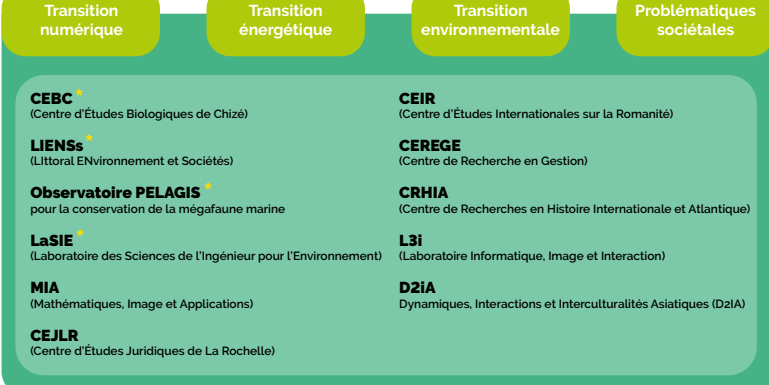 Transition
numérique
Transition
énergétique
Transition
environnementale
Problématiques
sociétales
CEBC *
(Centre d'Études Biologiques de Chizé)
LIENSs *
(LIttoral ENvironnement et Sociétés)
Observatoire PELAGIS *
pour la conservation de la mégafaune marine
LaSIE *
(Laboratoire des Sciences de l'Ingénieur pour l'Environnement)
MIA
(Mathématiques, Image et Applications)
CEJLR
(Centre d'Études Juridiques de La Rochelle)
CEIR
(Centre d'Études Internationales sur la Romanité)
CEREGE
(Centre de Recherche en Gestion)
CRHIA
(Centre de Recherches en Histoire Internationale et Atlantique)
L3i
(Laboratoire Informatique, Image et Interaction)
D2iA
Dynamiques, Interactions et Interculturalités Asiatiques (D2IA)